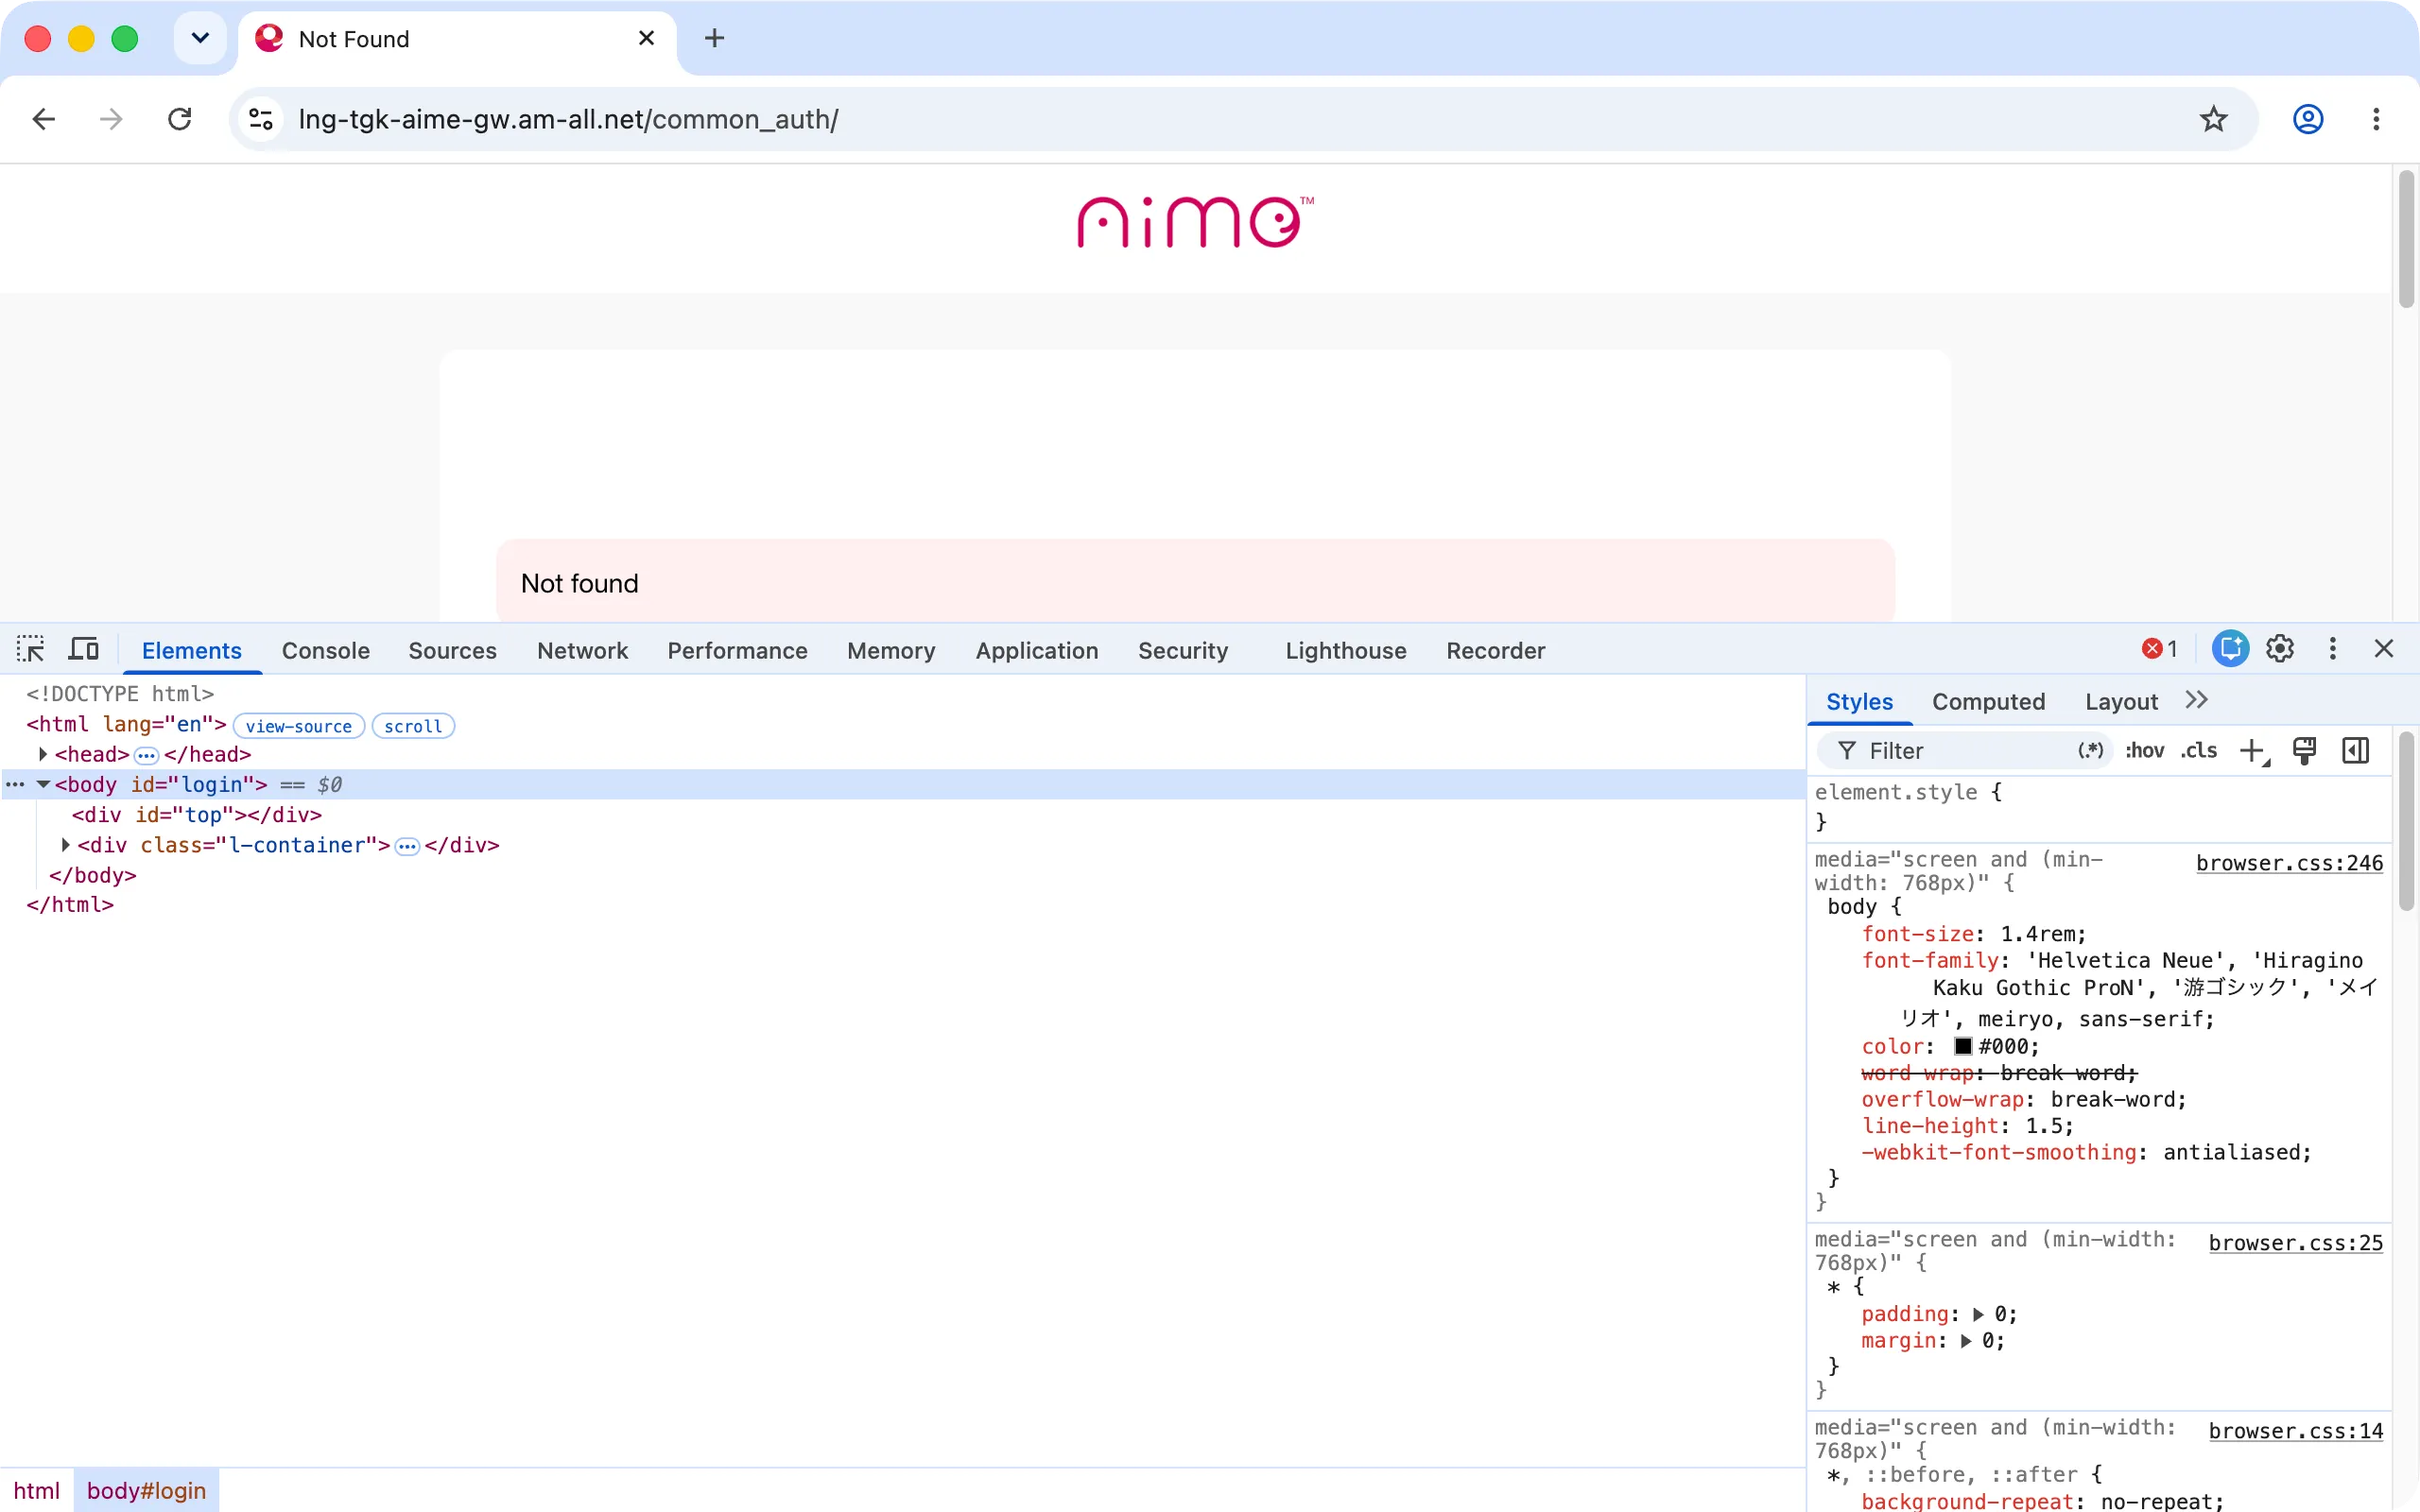 Not Found
lng-tgk-aime-gw.am-all.net/common_auth/
aime™
Not found
Elements Console Sources Network Performance Memory Application Security Lighthouse Recorder 1
<!DOCTYPE html>
<html lang="en"> view-source scroll
<head> ••• </head>
••• <body id="login"> == $0
<div id="top"></div>
<div class="l-container"> ••• </div>
</body>
</html>
html body#login
Styles Computed Layout
Filter (.*) :hov .cls
element.style {
}
media="screen and (min- browser.css:246
width: 768px)" {
body {
font-size: 1.4rem;
font-family: 'Helvetica Neue', 'Hiragino
Kaku Gothic ProN', '游ゴシック', 'メイ
リオ', meiryo, sans-serif;
color: #000;
word-wrap: break-word;
overflow-wrap: break-word;
line-height: 1.5;
-webkit-font-smoothing: antialiased;
}
}
media="screen and (min-width: browser.css:25
768px)" {
* {
padding: 0;
margin: 0;
}
}
media="screen and (min-width: browser.css:14
768px)" {
*, ::before, ::after {
background-repeat: no-repeat;